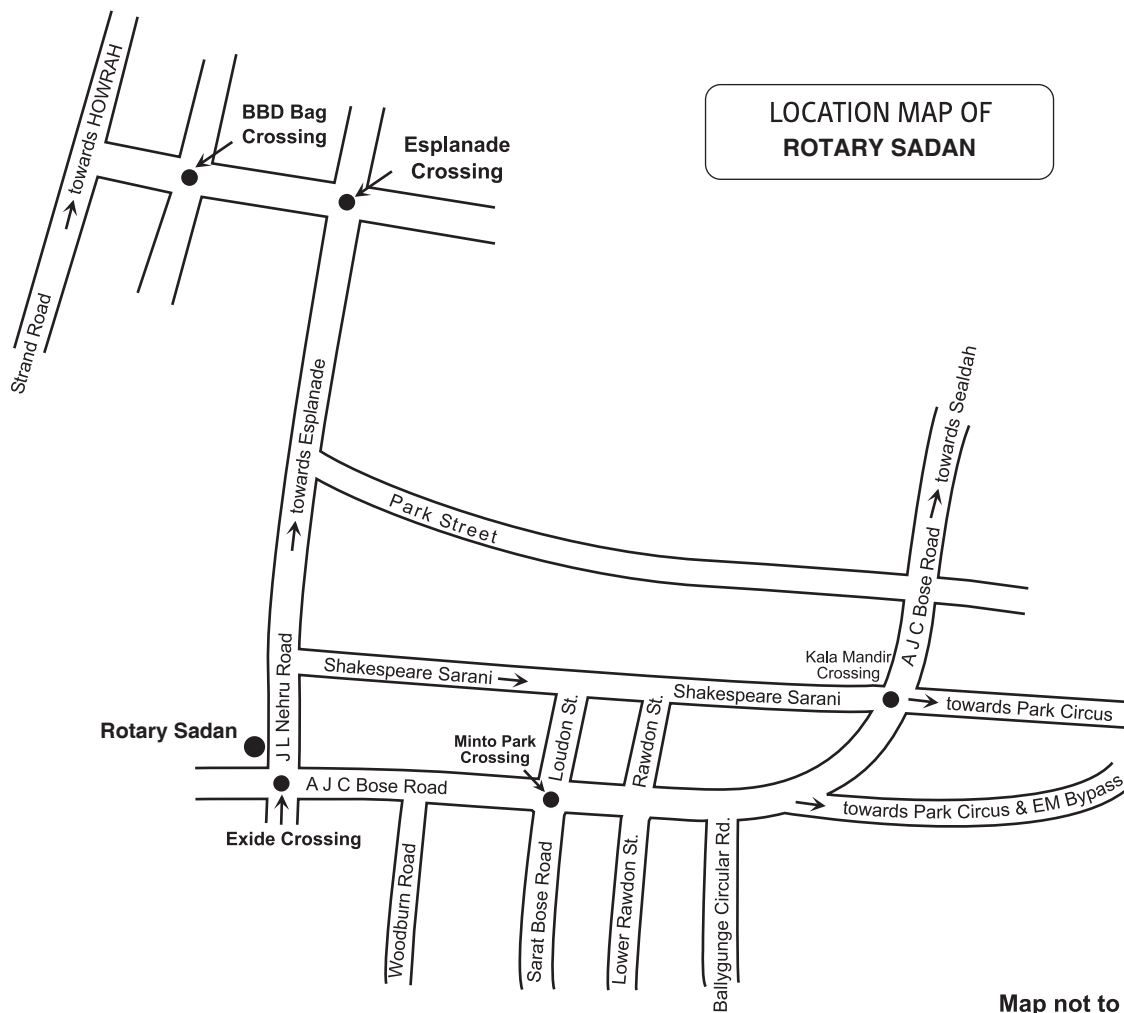 LOCATION MAP OF
ROTARY SADAN
towards HOWRAH
Strand Road
BBD Bag
Crossing
Esplanade
Crossing
towards Esplanade
Park Street
towards Sealdah
A J C Bose Road
J L Nehru Road
Shakespeare Sarani
Shakespeare Sarani
Kala Mandir
Crossing
towards Park Circus
Rotary Sadan
Loudon St.
Rawdon St.
Minto Park
Crossing
A J C Bose Road
Exide Crossing
towards Park Circus & EM Bypass
Woodburn Road
Sarat Bose Road
Lower Rawdon St.
Ballygunge Circular Rd.
Map not to